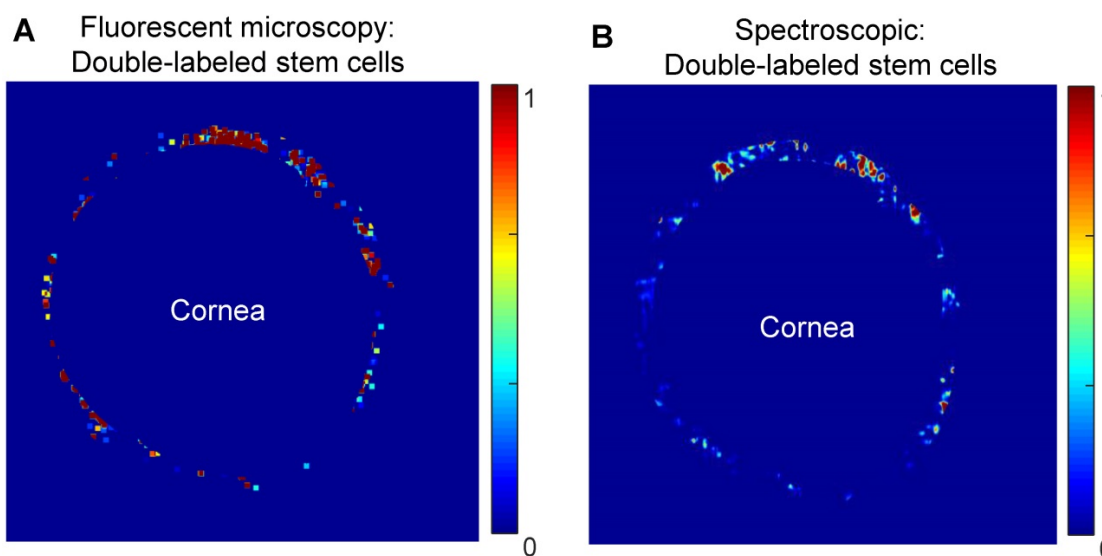 A
Fluorescent microscopy:
Double-labeled stem cells
1
Cornea
0
B
Spectroscopic:
Double-labeled stem cells
Cornea